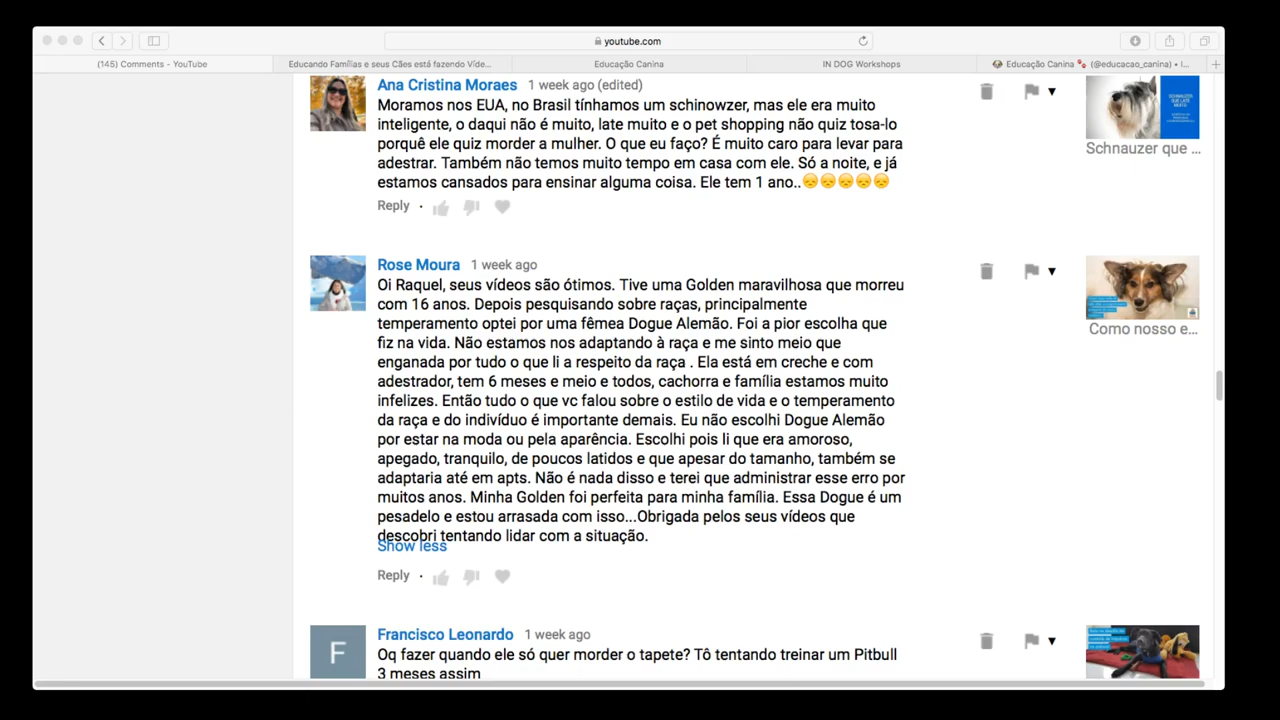 youtube.com
(145) Comments - YouTube
Educando Famílias e seus Cães está fazendo Víde...
Educação Canina
IN DOG Workshops
Educação Canina 🐾 (@educacao_canina) • I...
Ana Cristina Moraes 1 week ago (edited)
Moramos nos EUA, no Brasil tínhamos um schinowzer, mas ele era muito
inteligente, o daqui não é muito, late muito e o pet shopping não quiz tosa-lo
porquê ele quiz morder a mulher. O que eu faço? É muito caro para levar para
adestrar. Também não temos muito tempo em casa com ele. Só a noite, e já
estamos cansados para ensinar alguma coisa. Ele tem 1 ano..😞😞😞😞😞
Reply
SCHNAUZER
QUE LATE
MUITO
Schnauzer que ...
Rose Moura 1 week ago
Oi Raquel, seus vídeos são ótimos. Tive uma Golden maravilhosa que morreu
com 16 anos. Depois pesquisando sobre raças, principalmente
temperamento optei por uma fêmea Dogue Alemão. Foi a pior escolha que
fiz na vida. Não estamos nos adaptando à raça e me sinto meio que
enganada por tudo o que li a respeito da raça . Ela está em creche e com
adestrador, tem 6 meses e meio e todos, cachorra e família estamos muito
infelizes. Então tudo o que vc falou sobre o estilo de vida e o temperamento
da raça e do indivíduo é importante demais. Eu não escolhi Dogue Alemão
por estar na moda ou pela aparência. Escolhi pois li que era amoroso,
apegado, tranquilo, de poucos latidos e que apesar do tamanho, também se
adaptaria até em apts. Não é nada disso e terei que administrar esse erro por
muitos anos. Minha Golden foi perfeita para minha família. Essa Dogue é um
pesadelo e estou arrasada com isso...Obrigada pelos seus vídeos que
descobri tentando lidar com a situação.
Show less
Reply
Como nosso e...
F
Francisco Leonardo 1 week ago
Oq fazer quando ele só quer morder o tapete? Tô tentando treinar um Pitbull
3 meses assim